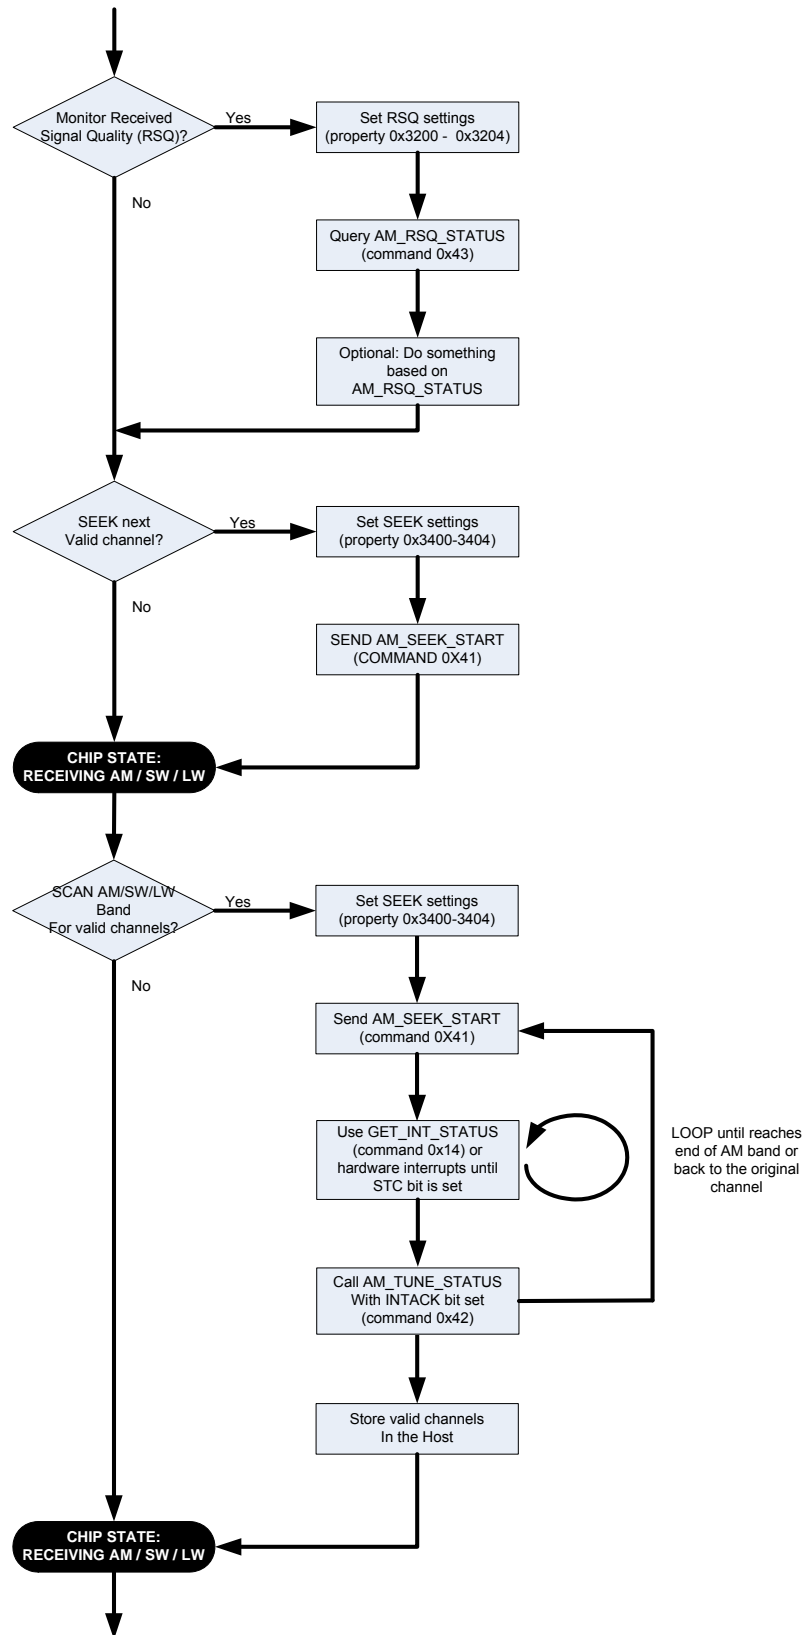 Monitor Received
Signal Quality (RSQ)?
Yes
Set RSQ settings
(property 0x3200 - 0x3204)
No
Query AM_RSQ_STATUS
(command 0x43)
Optional: Do something
based on
AM_RSQ_STATUS
SEEK next
Valid channel?
Yes
Set SEEK settings
(property 0x3400-3404)
No
SEND AM_SEEK_START
(COMMAND 0X41)
CHIP STATE:
RECEIVING AM / SW / LW
SCAN AM/SW/LW
Band
For valid channels?
Yes
Set SEEK settings
(property 0x3400-3404)
No
Send AM_SEEK_START
(command 0X41)
Use GET_INT_STATUS
(command 0x14) or
hardware interrupts until
STC bit is set
LOOP until reaches
end of AM band or
back to the original
channel
Call AM_TUNE_STATUS
With INTACK bit set
(command 0x42)
Store valid channels
In the Host
CHIP STATE:
RECEIVING AM / SW / LW